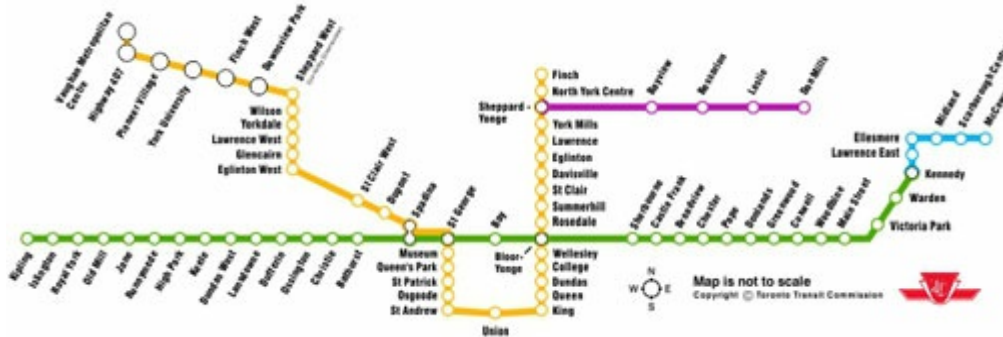 Vaughan Metropolitan
Centre
Highway 407
Pioneer Village
York University
Finch West
Downsview Park
Sheppard West
Wilson
Yorkdale
Lawrence West
Glencairn
Eglinton West
St Clair West
Dupont
Spadina
St George
Bay
Bloor-
Yonge
Finch
North York Centre
Sheppard -
Yonge
Bayview
Bessarion
Leslie
Don Mills
York Mills
Lawrence
Eglinton
Davisville
St Clair
Summerhill
Rosedale
Wellesley
College
Dundas
Queen
King
Union
Museum
Queen's Park
St Patrick
Osgoode
St Andrew
Kipling
Islington
Royal York
Old Mill
Jane
Runnymede
High Park
Keele
Dundas West
Lansdowne
Dufferin
Ossington
Christie
Bathurst
Sherbourne
Castle Frank
Broadview
Chester
Pape
Donlands
Greenwood
Coxwell
Woodbine
Main Street
Victoria Park
Warden
Kennedy
Lawrence East
Ellesmere
Midland
N
W E
S
Map is not to scale
Copyright © Toronto Transit Commission